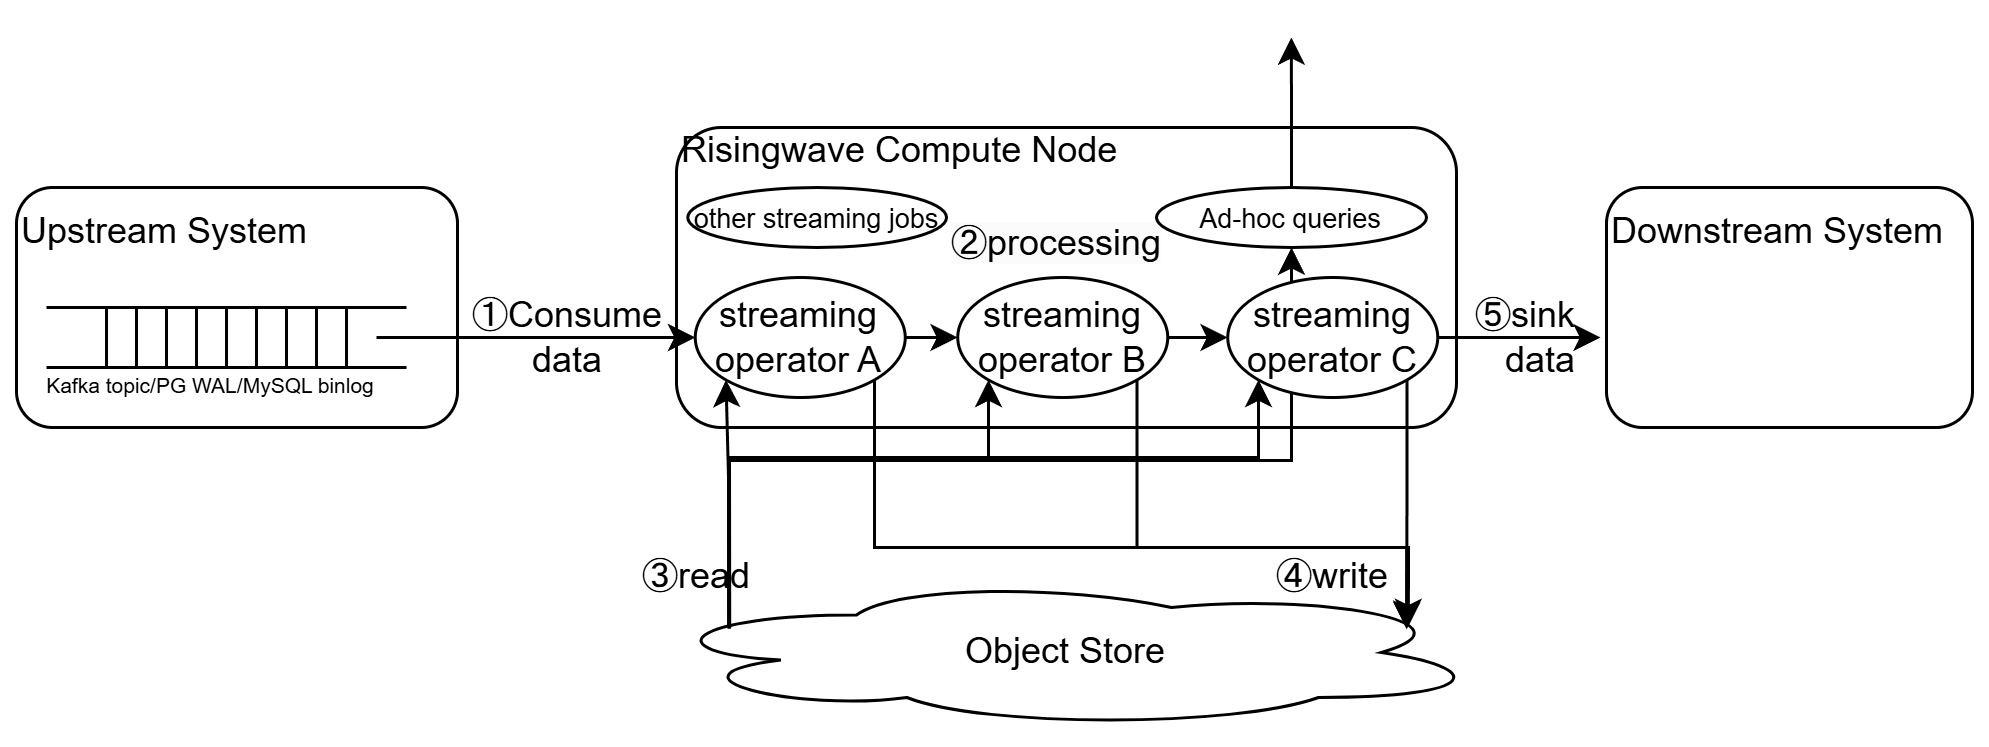 Risingwave Compute Node
Upstream System
other streaming jobs
Ad-hoc queries
Downstream System
②processing
①Consume
data
streaming
operator A
streaming
operator B
streaming
operator C
⑤sink
data
Kafka topic/PG WAL/MySQL binlog
③read
④write
Object Store